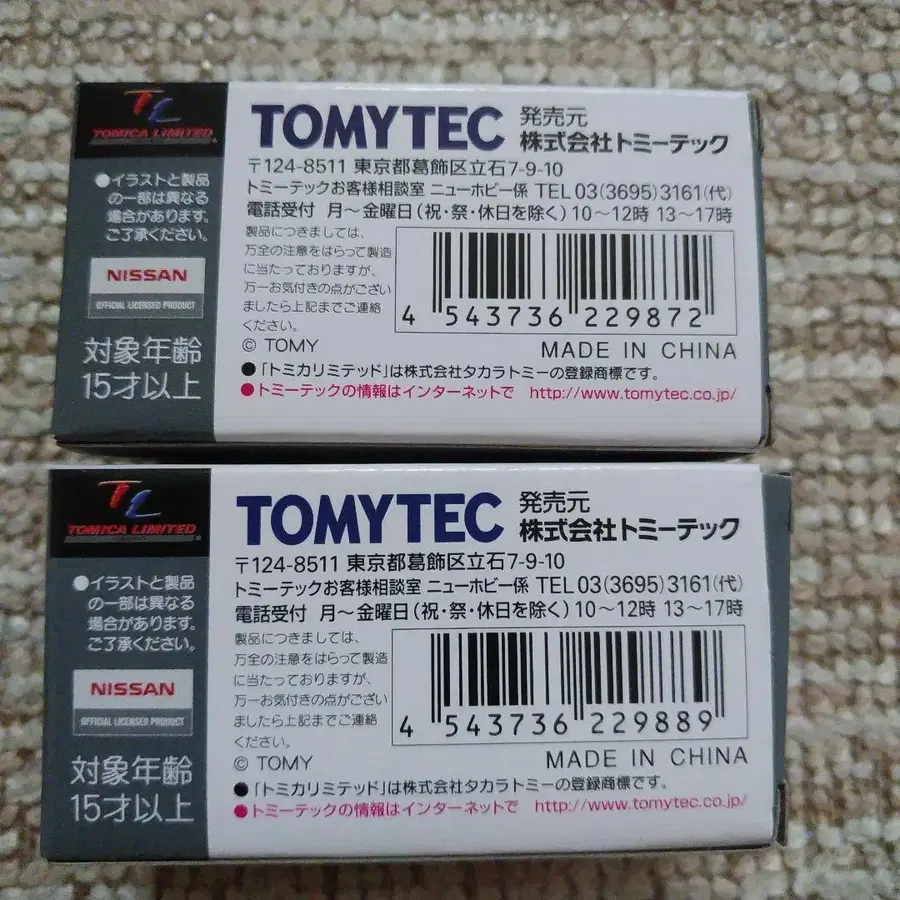 TL
TOMICA LIMITED
●イラストと製品
の一部は異なる
場合があります。
ご了承ください。
NISSAN
OFFICIAL LICENSED PRODUCT
対象年齢
15才以上
TOMYTEC 発売元
株式会社トミーテック
〒124-8511 東京都葛飾区立石7-9-10
トミーテックお客様相談室 ニューホビー係 TEL 03(3695)3161(代)
電話受付 月〜金曜日(祝・祭・休日を除く)10〜12時 13〜17時
製品につきましては、
万全の注意をはらって製造
に当たっておりますが、
万一お気付きの点がござい
ましたら上記までご連絡
ください。
4 543736 229872
© TOMY MADE IN CHINA
●「トミカリミテッド」は株式会社タカラトミーの登録商標です。
●トミーテックの情報はインターネットで http://www.tomytec.co.jp/
TL
TOMICA LIMITED
●イラストと製品
の一部は異なる
場合があります。
ご了承ください。
NISSAN
OFFICIAL LICENSED PRODUCT
対象年齢
15才以上
TOMYTEC 発売元
株式会社トミーテック
〒124-8511 東京都葛飾区立石7-9-10
トミーテックお客様相談室 ニューホビー係 TEL 03(3695)3161(代)
電話受付 月〜金曜日(祝・祭・休日を除く)10〜12時 13〜17時
製品につきましては、
万全の注意をはらって製造
に当たっておりますが、
万一お気付きの点がござい
ましたら上記までご連絡
ください。
4 543736 229889
© TOMY MADE IN CHINA
●「トミカリミテッド」は株式会社タカラトミーの登録商標です。
●トミーテックの情報はインターネットで http://www.tomytec.co.jp/